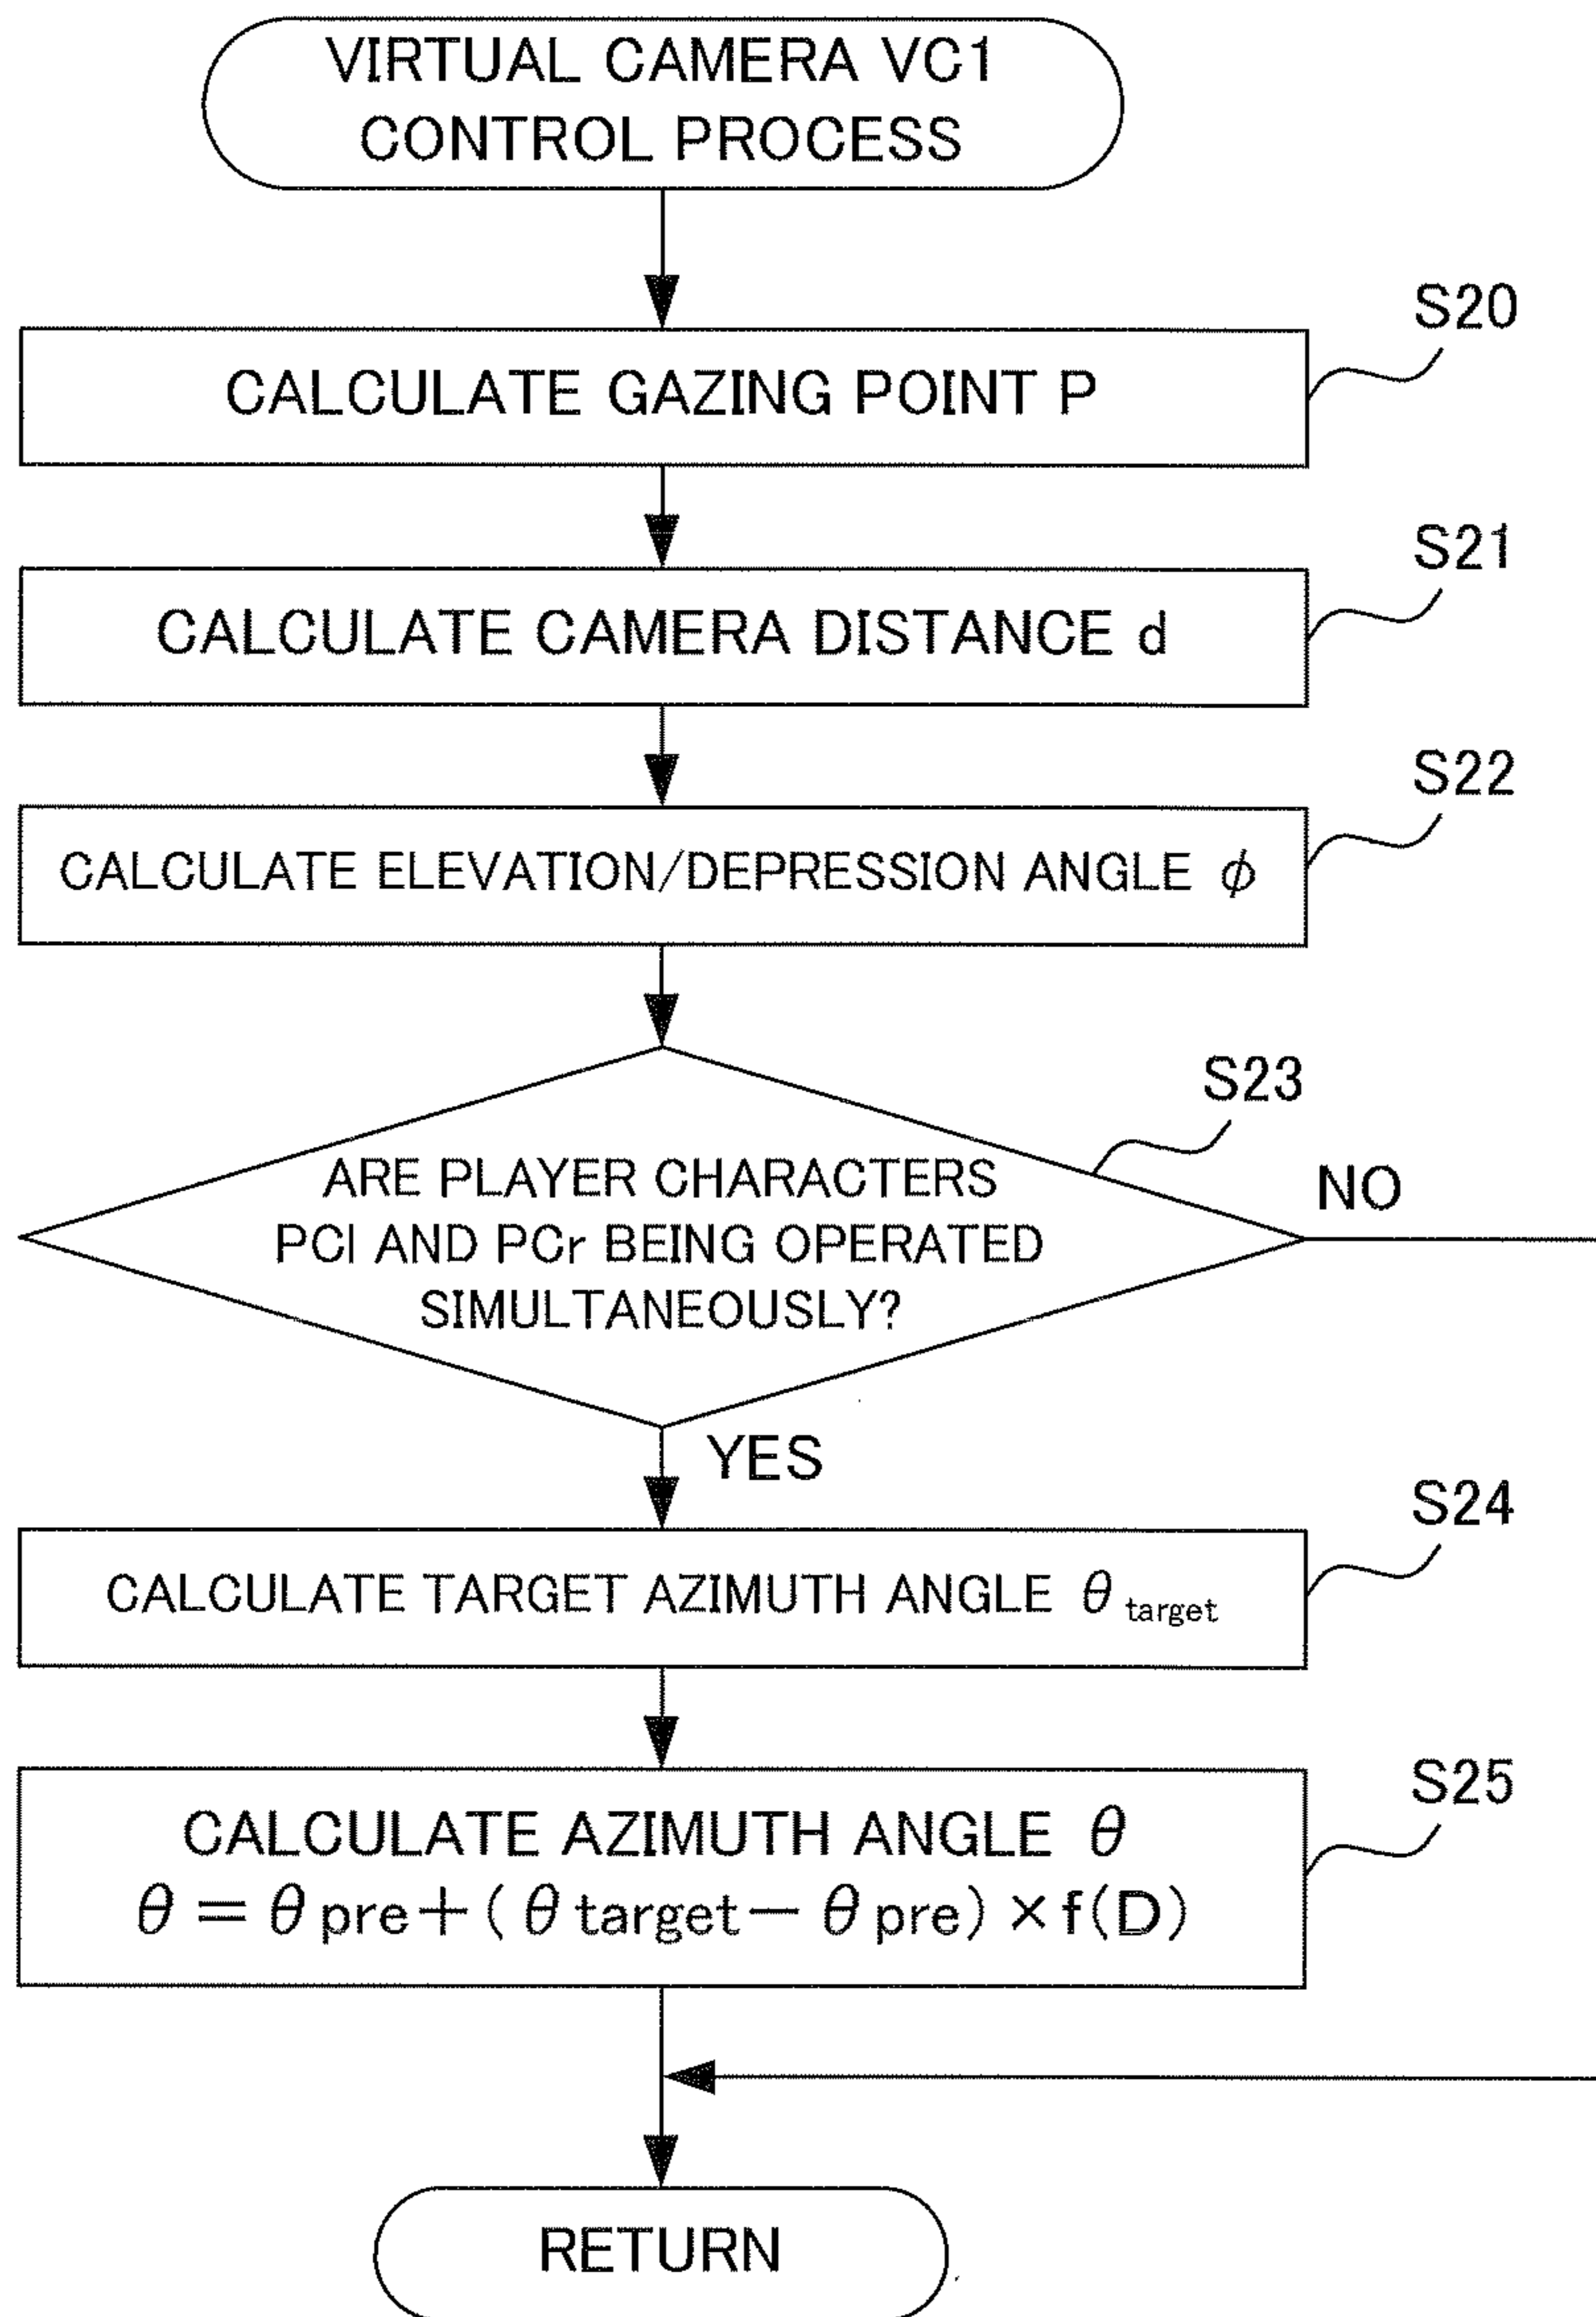 VIRTUAL CAMERA VC1
CONTROL PROCESS
S20
CALCULATE GAZING POINT P
S21
CALCULATE CAMERA DISTANCE d
S22
CALCULATE ELEVATION/DEPRESSION ANGLE φ
S23
ARE PLAYER CHARACTERS
PCl AND PCr BEING OPERATED
SIMULTANEOUSLY?
NO
YES
S24
CALCULATE TARGET AZIMUTH ANGLE θ target
S25
CALCULATE AZIMUTH ANGLE θ
θ = θ pre + ( θ target − θ pre ) × f(D)
RETURN